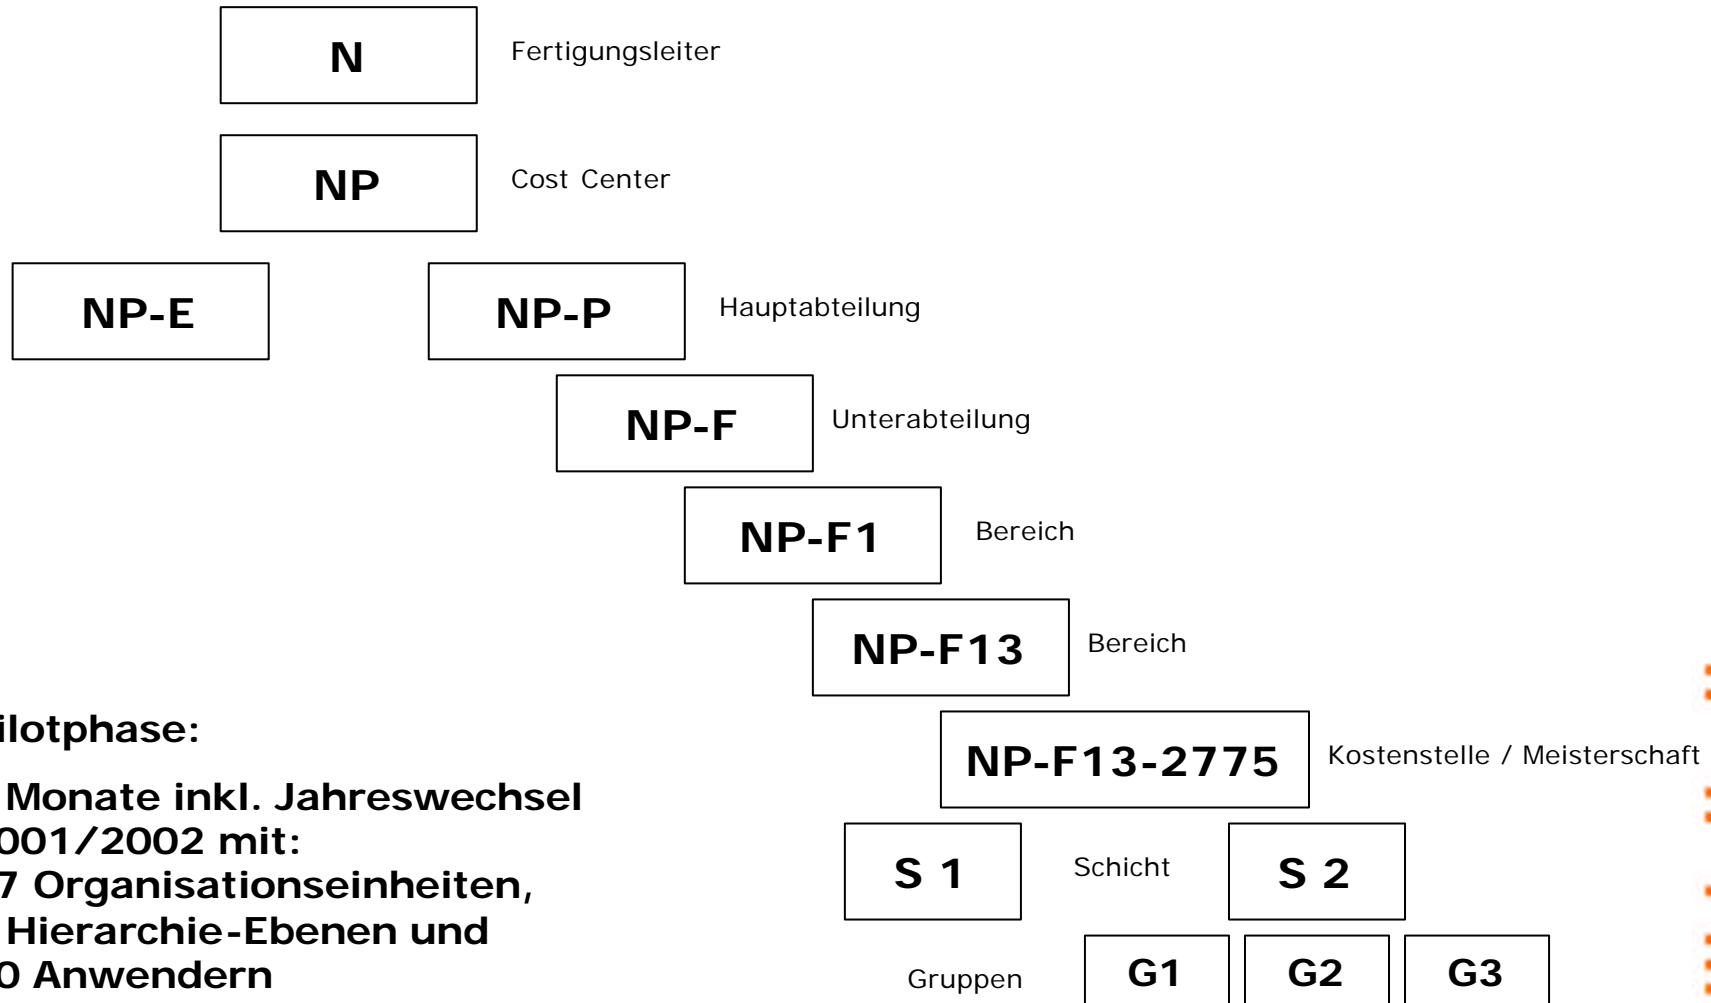 N Fertigungsleiter
NP Cost Center
NP-E NP-P Hauptabteilung
NP-F Unterabteilung
NP-F1 Bereich
NP-F13 Bereich
NP-F13-2775 Kostenstelle / Meisterschaft
S 1 Schicht S 2
Gruppen G1 G2 G3
ilotphase:
Monate inkl. Jahreswechsel
001/2002 mit:
7 Organisationseinheiten,
Hierarchie-Ebenen und
0 Anwendern